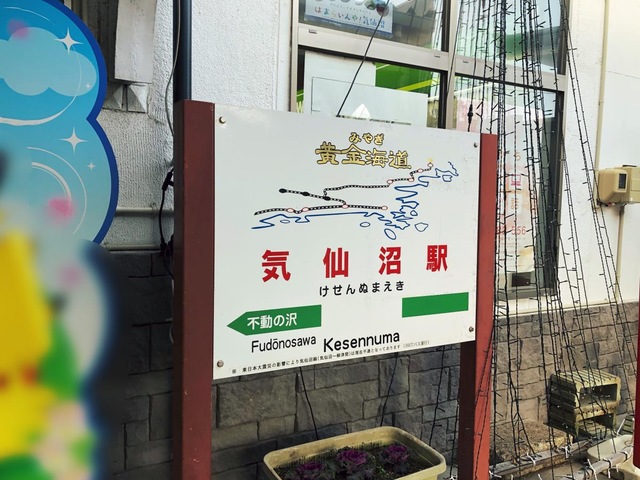 みやぎ
黄金海道
気仙沼駅
けせんぬまえき
不動の沢
Fudōnosawa
Kesennuma